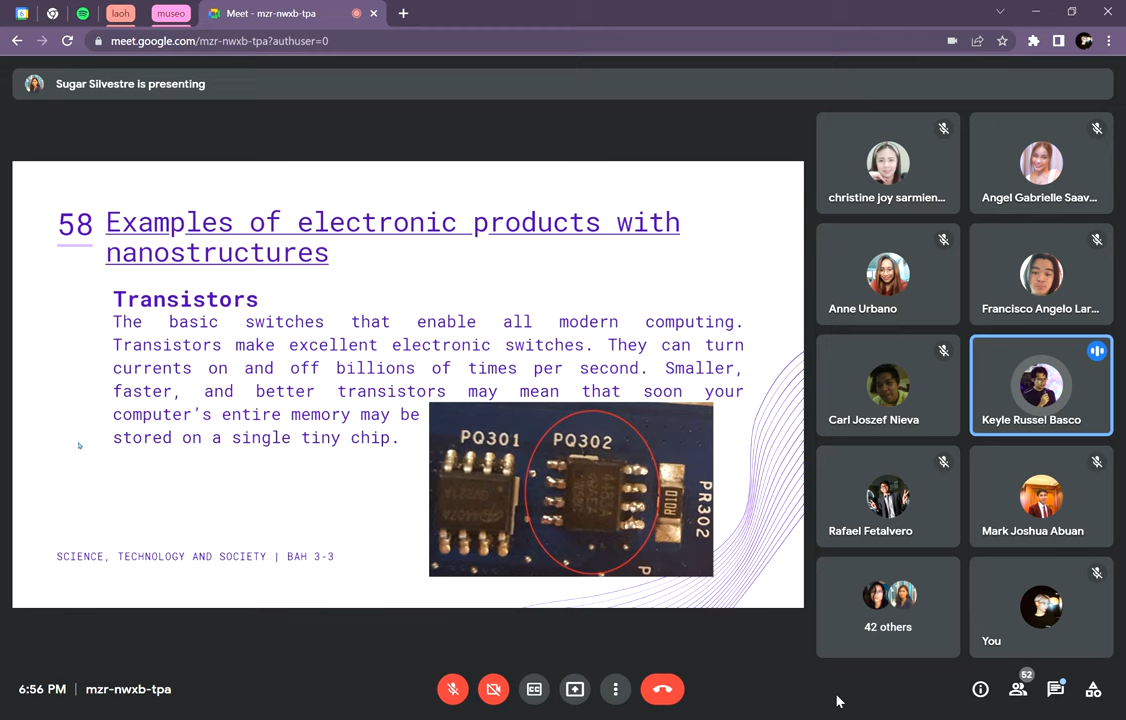 laoh
museo
Meet - mzr-nwxb-tpa
meet.google.com/mzr-nwxb-tpa?authuser=0
Sugar Silvestre is presenting
58 Examples of electronic products with
nanostructures
Transistors
The basic switches that enable all modern computing.
Transistors make excellent electronic switches. They can turn
currents on and off billions of times per second. Smaller,
faster, and better transistors may mean that soon your
computer's entire memory may be
stored on a single tiny chip.
PQ301
PQ302
PR302
R010
SCIENCE, TECHNOLOGY AND SOCIETY | BAH 3-3
christine joy sarmien...
Angel Gabrielle Saav...
Anne Urbano
Francisco Angelo Lar...
Carl Joszef Nieva
Keyle Russel Basco
Rafael Fetalvero
Mark Joshua Abuan
42 others
You
6:56 PM | mzr-nwxb-tpa
52